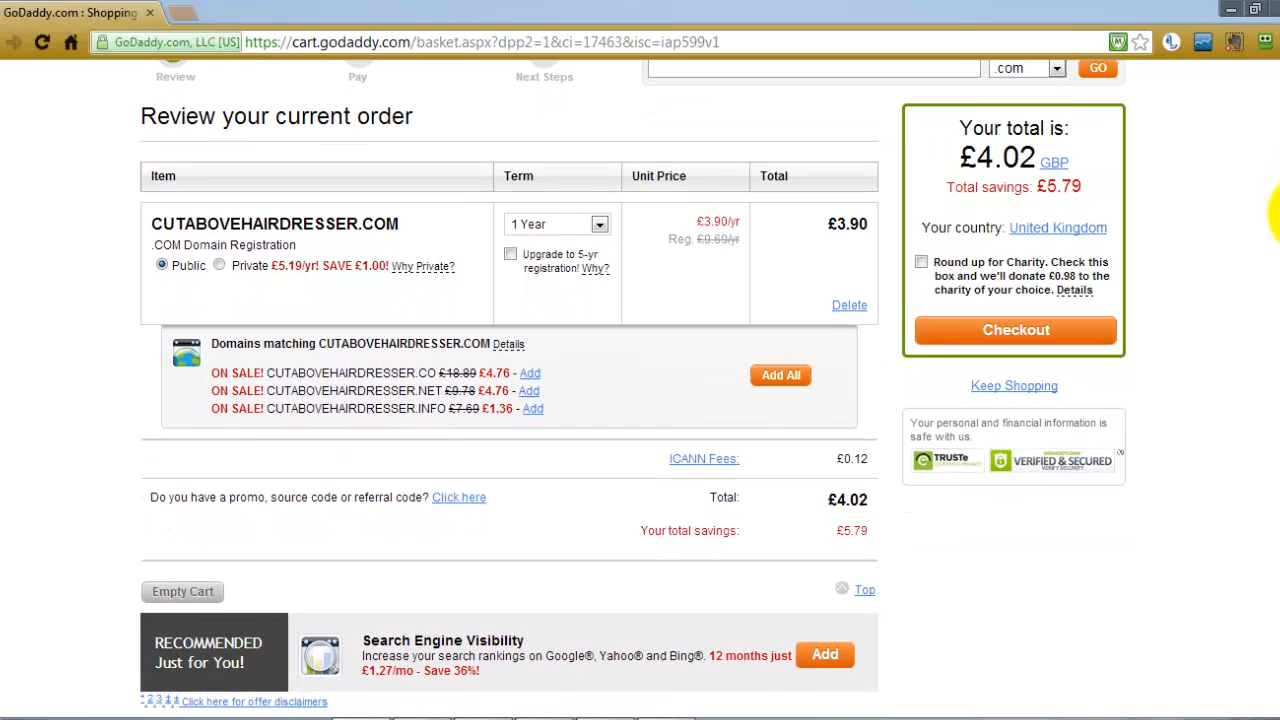 GoDaddy.com : Shopping
GoDaddy.com, LLC [US] https://cart.godaddy.com/basket.aspx?dpp2=1&ci=17463&isc=iap599v1
Review Pay Next Steps .com GO
Review your current order
Item Term Unit Price Total
CUTABOVEHAIRDRESSER.COM 1 Year £3.90/yr £3.90
.COM Domain Registration Reg. £9.69/yr
Public Private £5.19/yr! SAVE £1.00! Why Private?
Upgrade to 5-yr
registration! Why?
Delete
Domains matching CUTABOVEHAIRDRESSER.COM Details
ON SALE! CUTABOVEHAIRDRESSER.CO £18.89 £4.76 - Add
ON SALE! CUTABOVEHAIRDRESSER.NET £9.78 £4.76 - Add
ON SALE! CUTABOVEHAIRDRESSER.INFO £7.69 £1.36 - Add
Add All
ICANN Fees: £0.12
Do you have a promo, source code or referral code? Click here Total: £4.02
Your total savings: £5.79
Empty Cart Top
RECOMMENDED
Just for You!
Search Engine Visibility
Increase your search rankings on Google®, Yahoo® and Bing®. 12 months just
£1.27/mo - Save 36%!
Add
Click here for offer disclaimers
Your total is:
£4.02 GBP
Total savings: £5.79
Your country: United Kingdom
Round up for Charity. Check this
box and we'll donate £0.98 to the
charity of your choice. Details
Checkout
Keep Shopping
Your personal and financial information is
safe with us.
TRUSTe
GODADDY.COM
VERIFIED & SECURED
VERIFY SECURITY